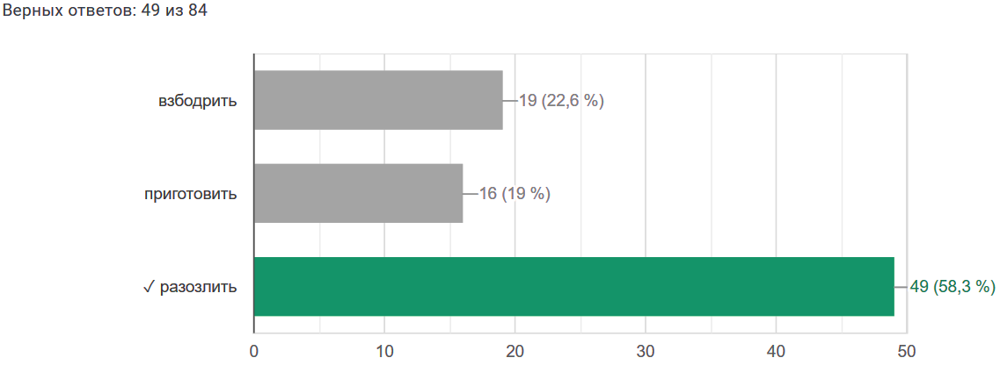 Верных ответов: 49 из 84
взбодрить
19 (22,6 %)
приготовить
16 (19 %)
✓ разозлить
49 (58,3 %)
0 10 20 30 40 50